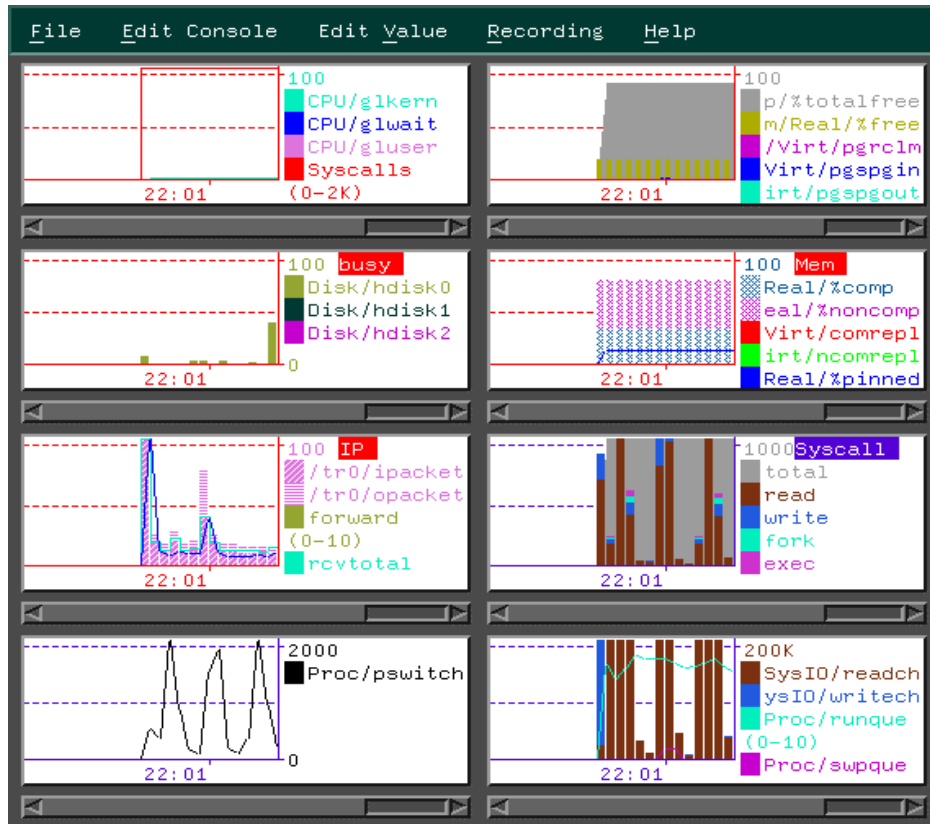 File Edit Console Edit Value Recording Help
100
CPU/glkern
CPU/glwait
CPU/gluser
Syscalls
(0-2K)
22:01
100
p/%totalfree
m/Real/%free
/Virt/pgrclm
Virt/pgspgin
irt/pgspgout
22:01
100 busy
Disk/hdisk0
Disk/hdisk1
Disk/hdisk2
0
22:01
100 Mem
Real/%comp
eal/%noncomp
Virt/comrepl
irt/ncomrepl
Real/%pinned
22:01
100 IP
/tr0/ipacket
/tr0/opacket
forward
(0-10)
rcvtotal
22:01
1000Syscall
total
read
write
fork
exec
22:01
2000
Proc/pswitch
0
22:01
200K
SysIO/readch
ysIO/writech
Proc/runque
(0-10)
Proc/swpque
22:01